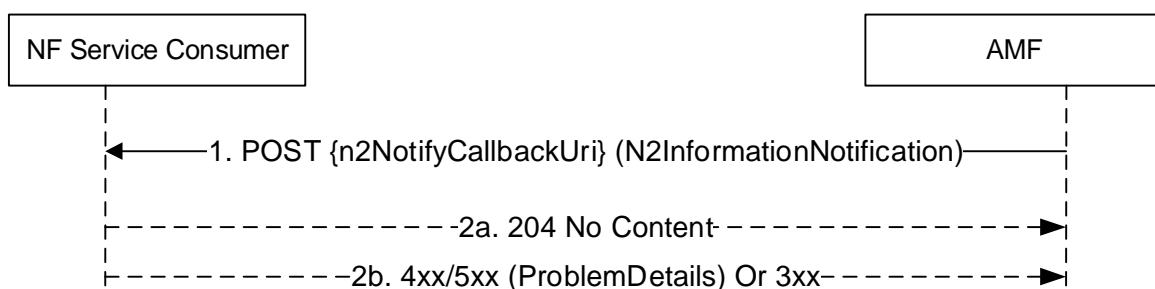 NF Service Consumer
AMF
1. POST {n2NotifyCallbackUri} (N2InformationNotification)
2a. 204 No Content
2b. 4xx/5xx (ProblemDetails) Or 3xx